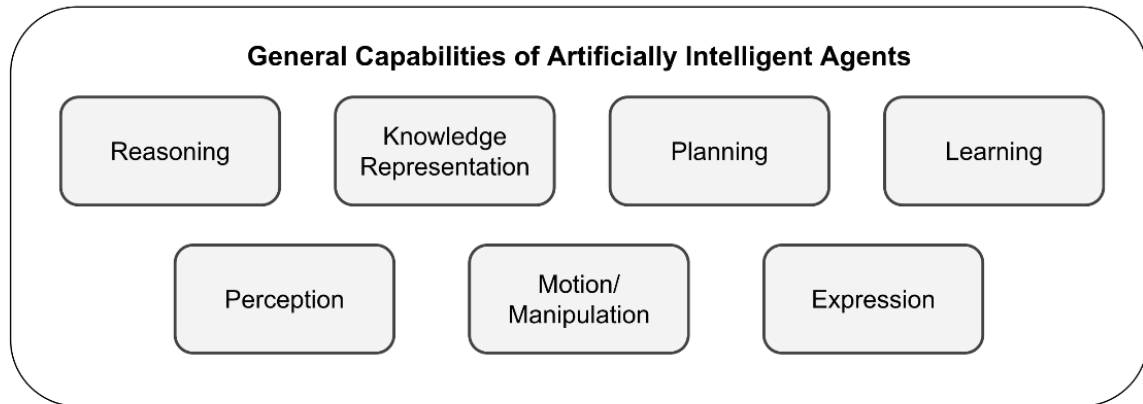 General Capabilities of Artificially Intelligent Agents
Reasoning
Knowledge
Representation
Planning
Learning
Perception
Motion/
Manipulation
Expression